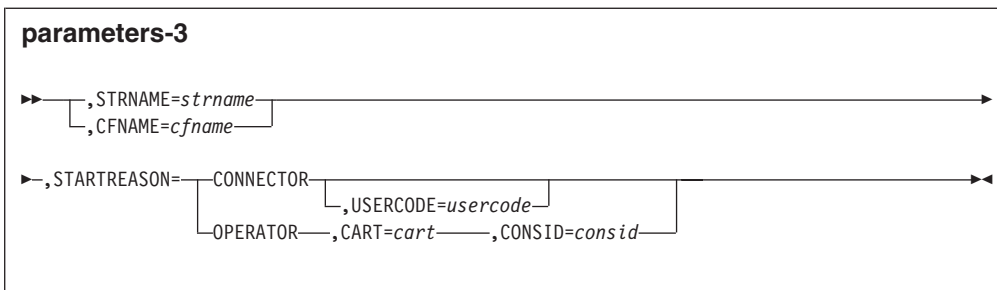 parameters-3
,STRNAME=strname
,CFNAME=cfname
,STARTREASON= CONNECTOR
,USERCODE=usercode
OPERATOR ,CART=cart ,CONSID=consid